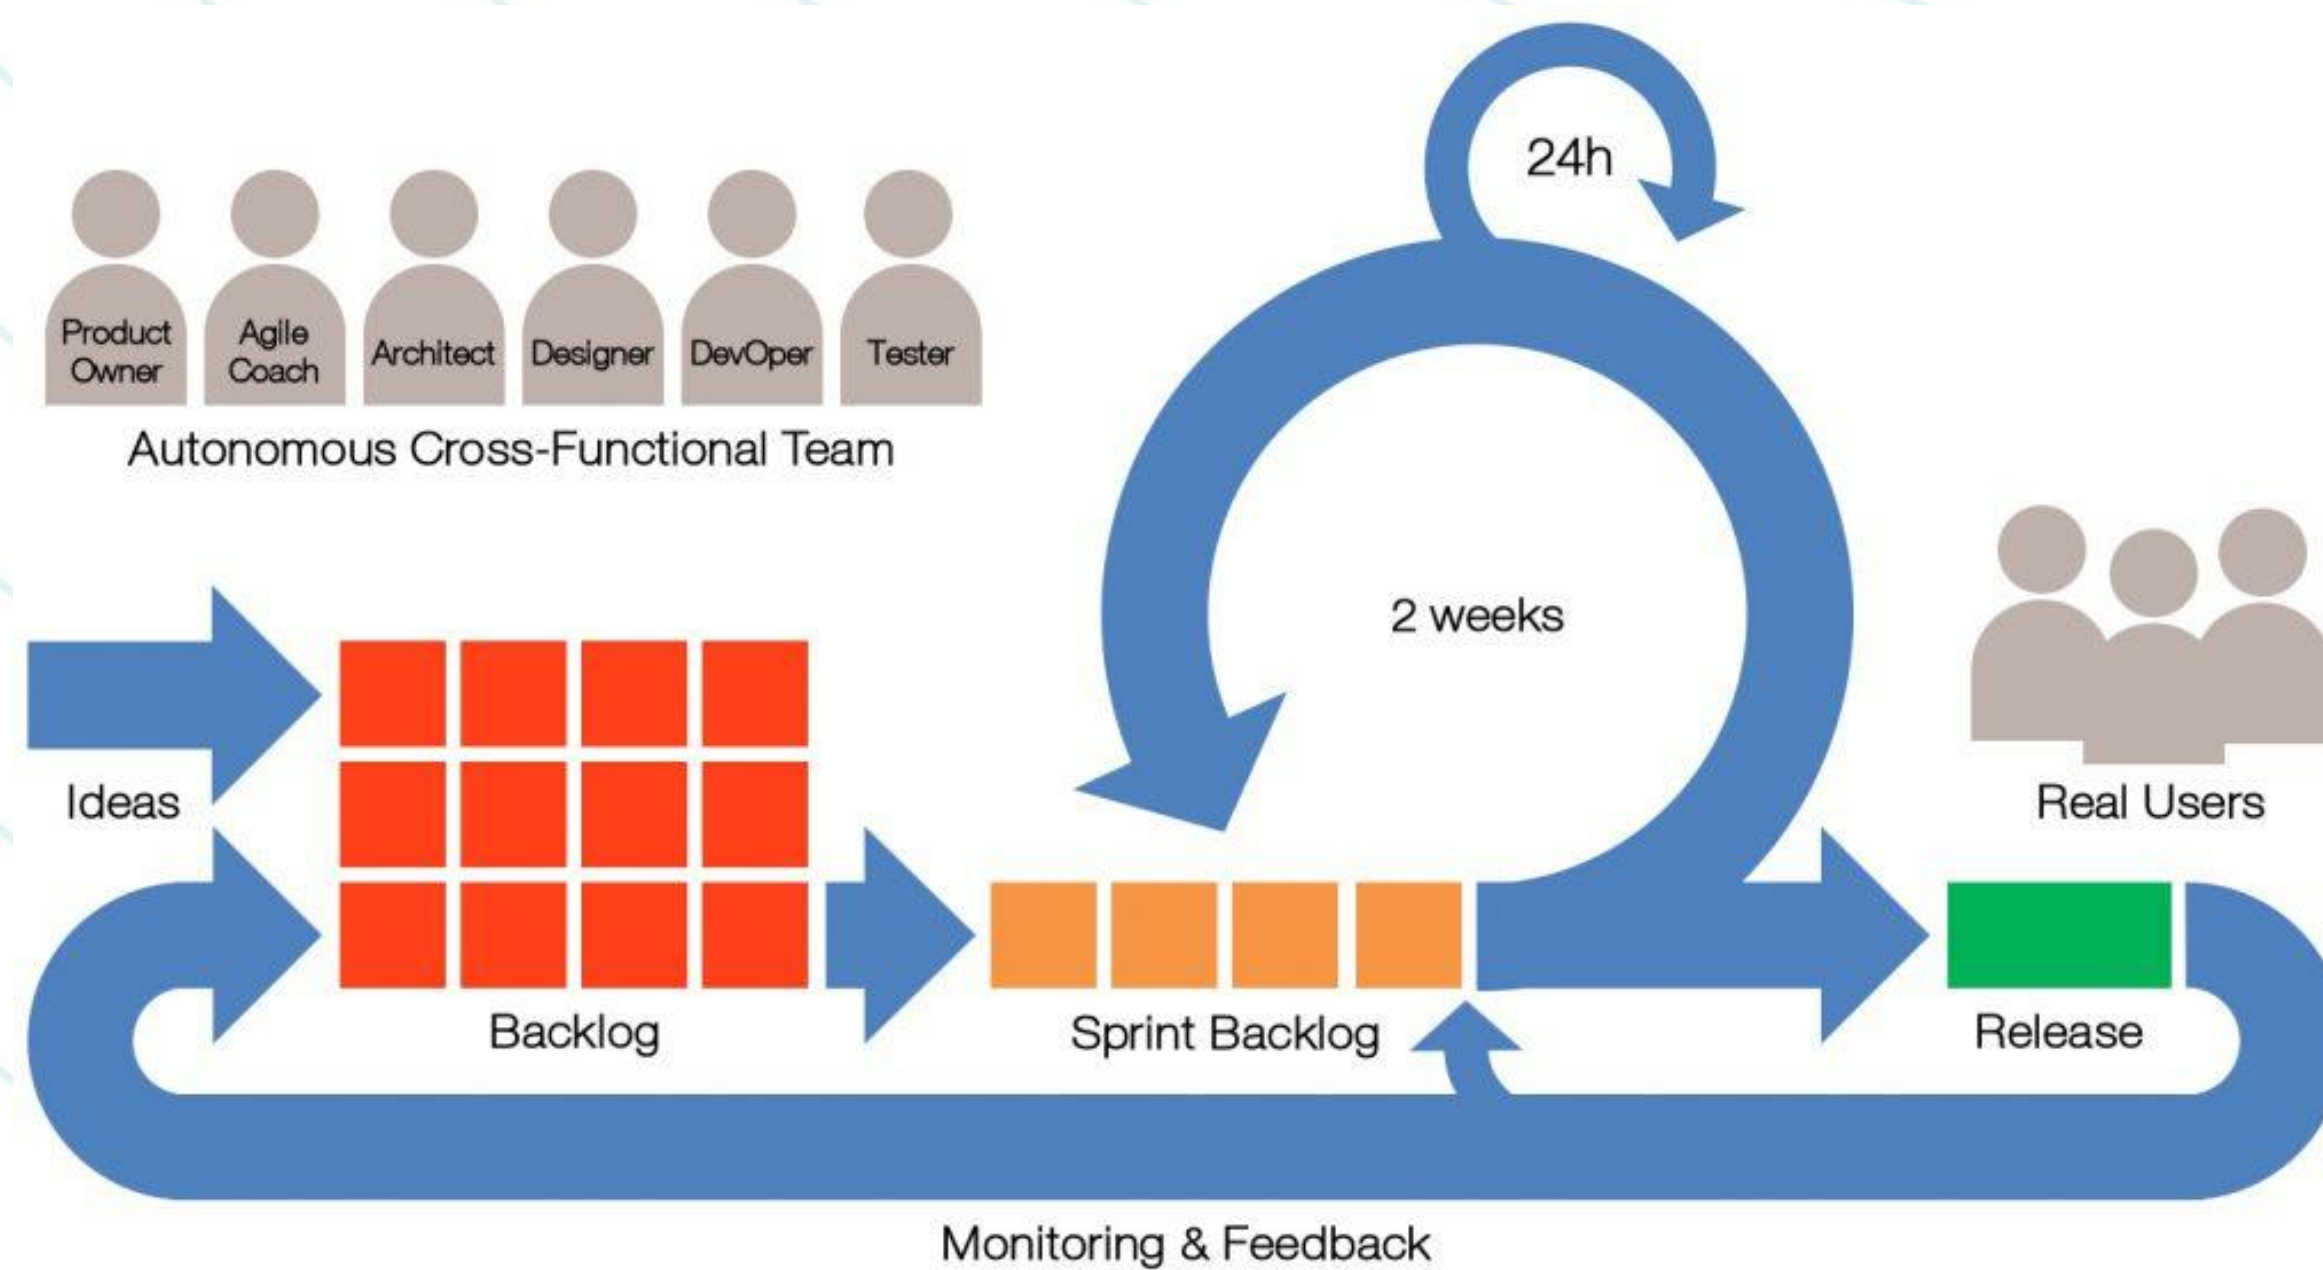 24h
Product
Owner
Agile
Coach
Architect
Designer
DevOper
Tester
Autonomous Cross-Functional Team
2 weeks
Ideas
Real Users
Backlog
Sprint Backlog
Release
Monitoring & Feedback